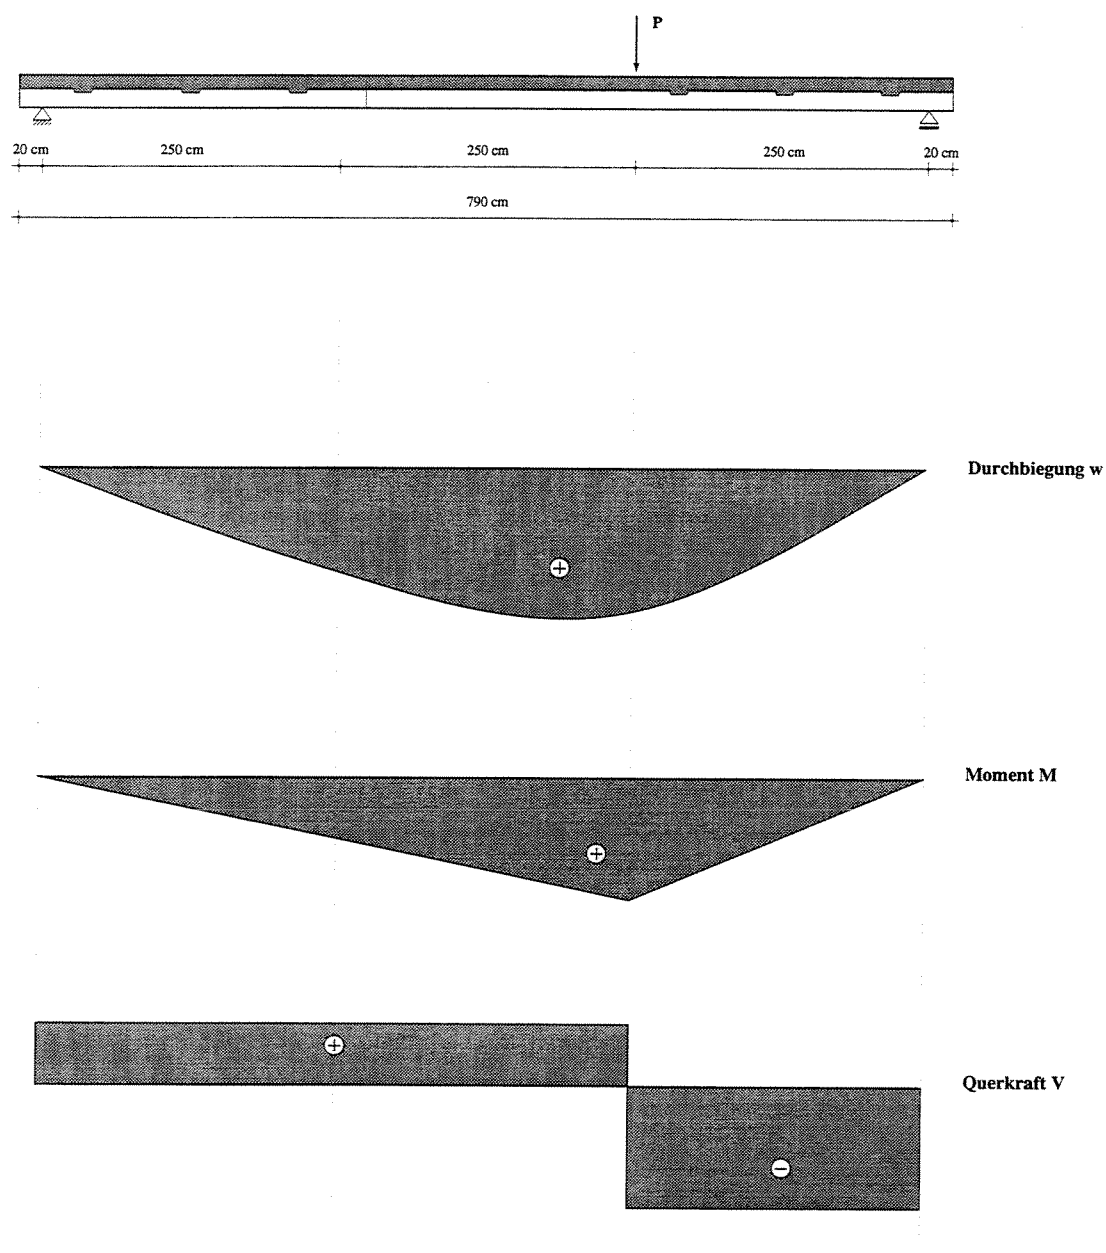 P
20 cm 250 cm 250 cm 250 cm 20 cm
790 cm
+
Durchbiegung w
+
Moment M
+
−
Querkraft V